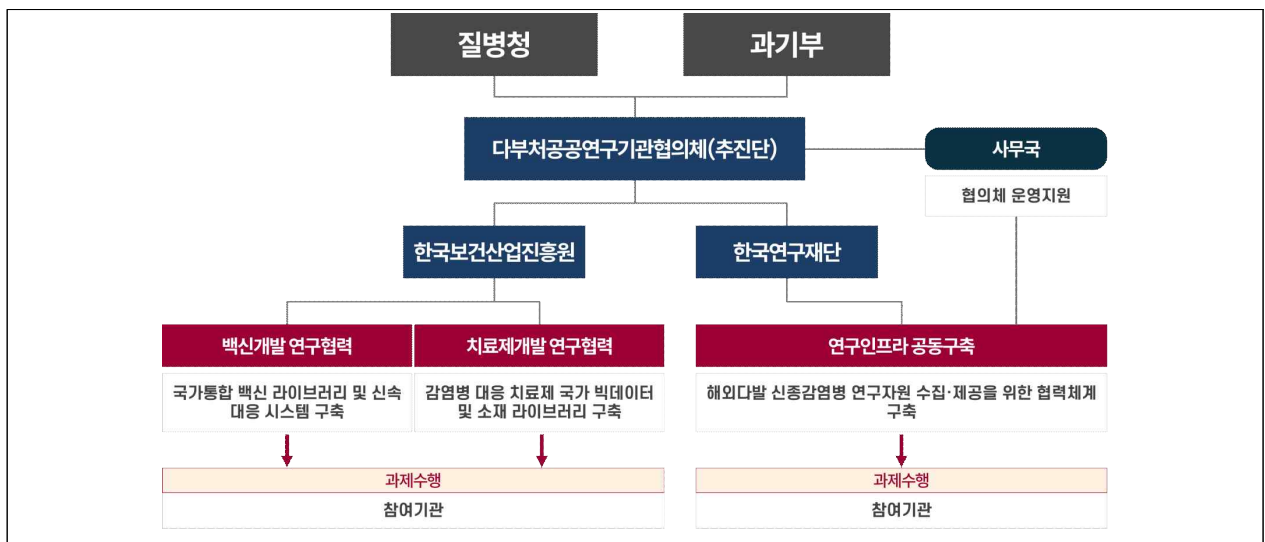 질병청
과기부
다부처공공연구기관협의체(추진단)
사무국
협의체 운영지원
한국보건산업진흥원
한국연구재단
백신개발 연구협력
치료제개발 연구협력
연구인프라 공동구축
국가통합 백신 라이브러리 및 신속
대응 시스템 구축
감염병 대응 치료제 국가 빅데이터
및 소재 라이브러리 구축
해외다발 신종감염병 연구자원 수집·제공을 위한 협력체계
구축
과제수행
참여기관
과제수행
참여기관